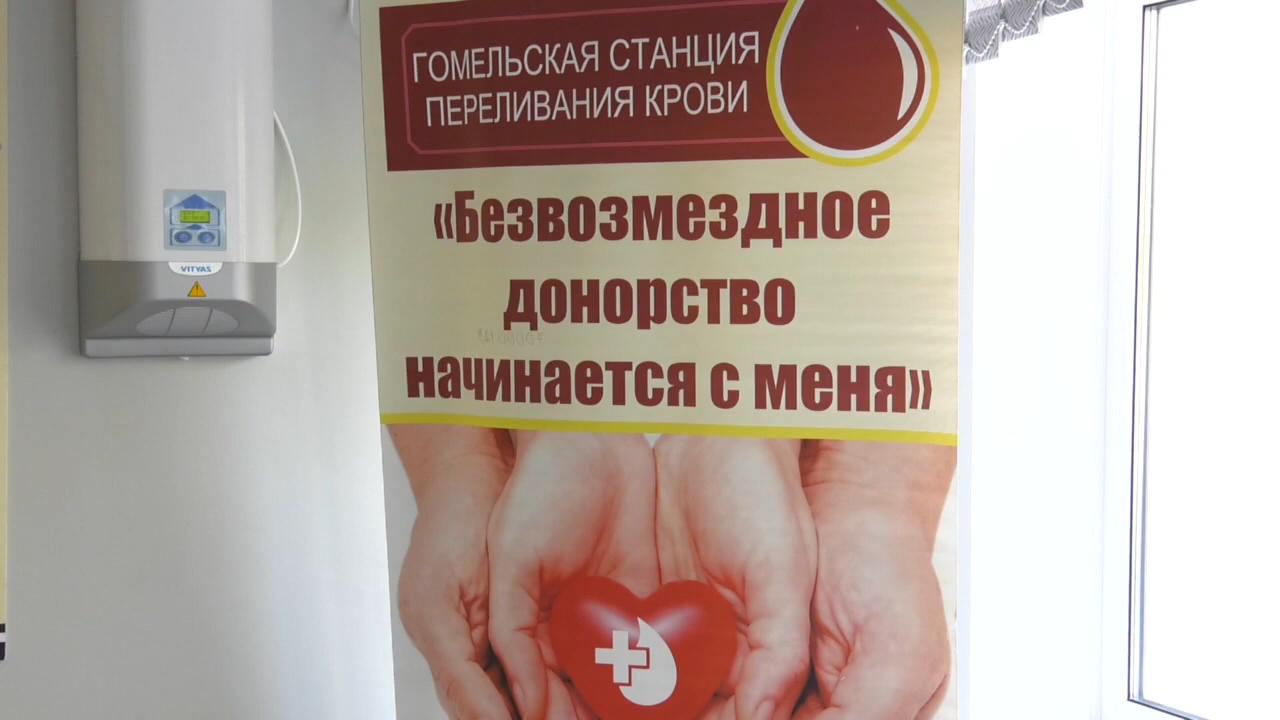 ГОМЕЛЬСКАЯ СТАНЦИЯ
ПЕРЕЛИВАНИЯ КРОВИ
«Безвозмездное
донорство
начинается с меня»
VITYAS